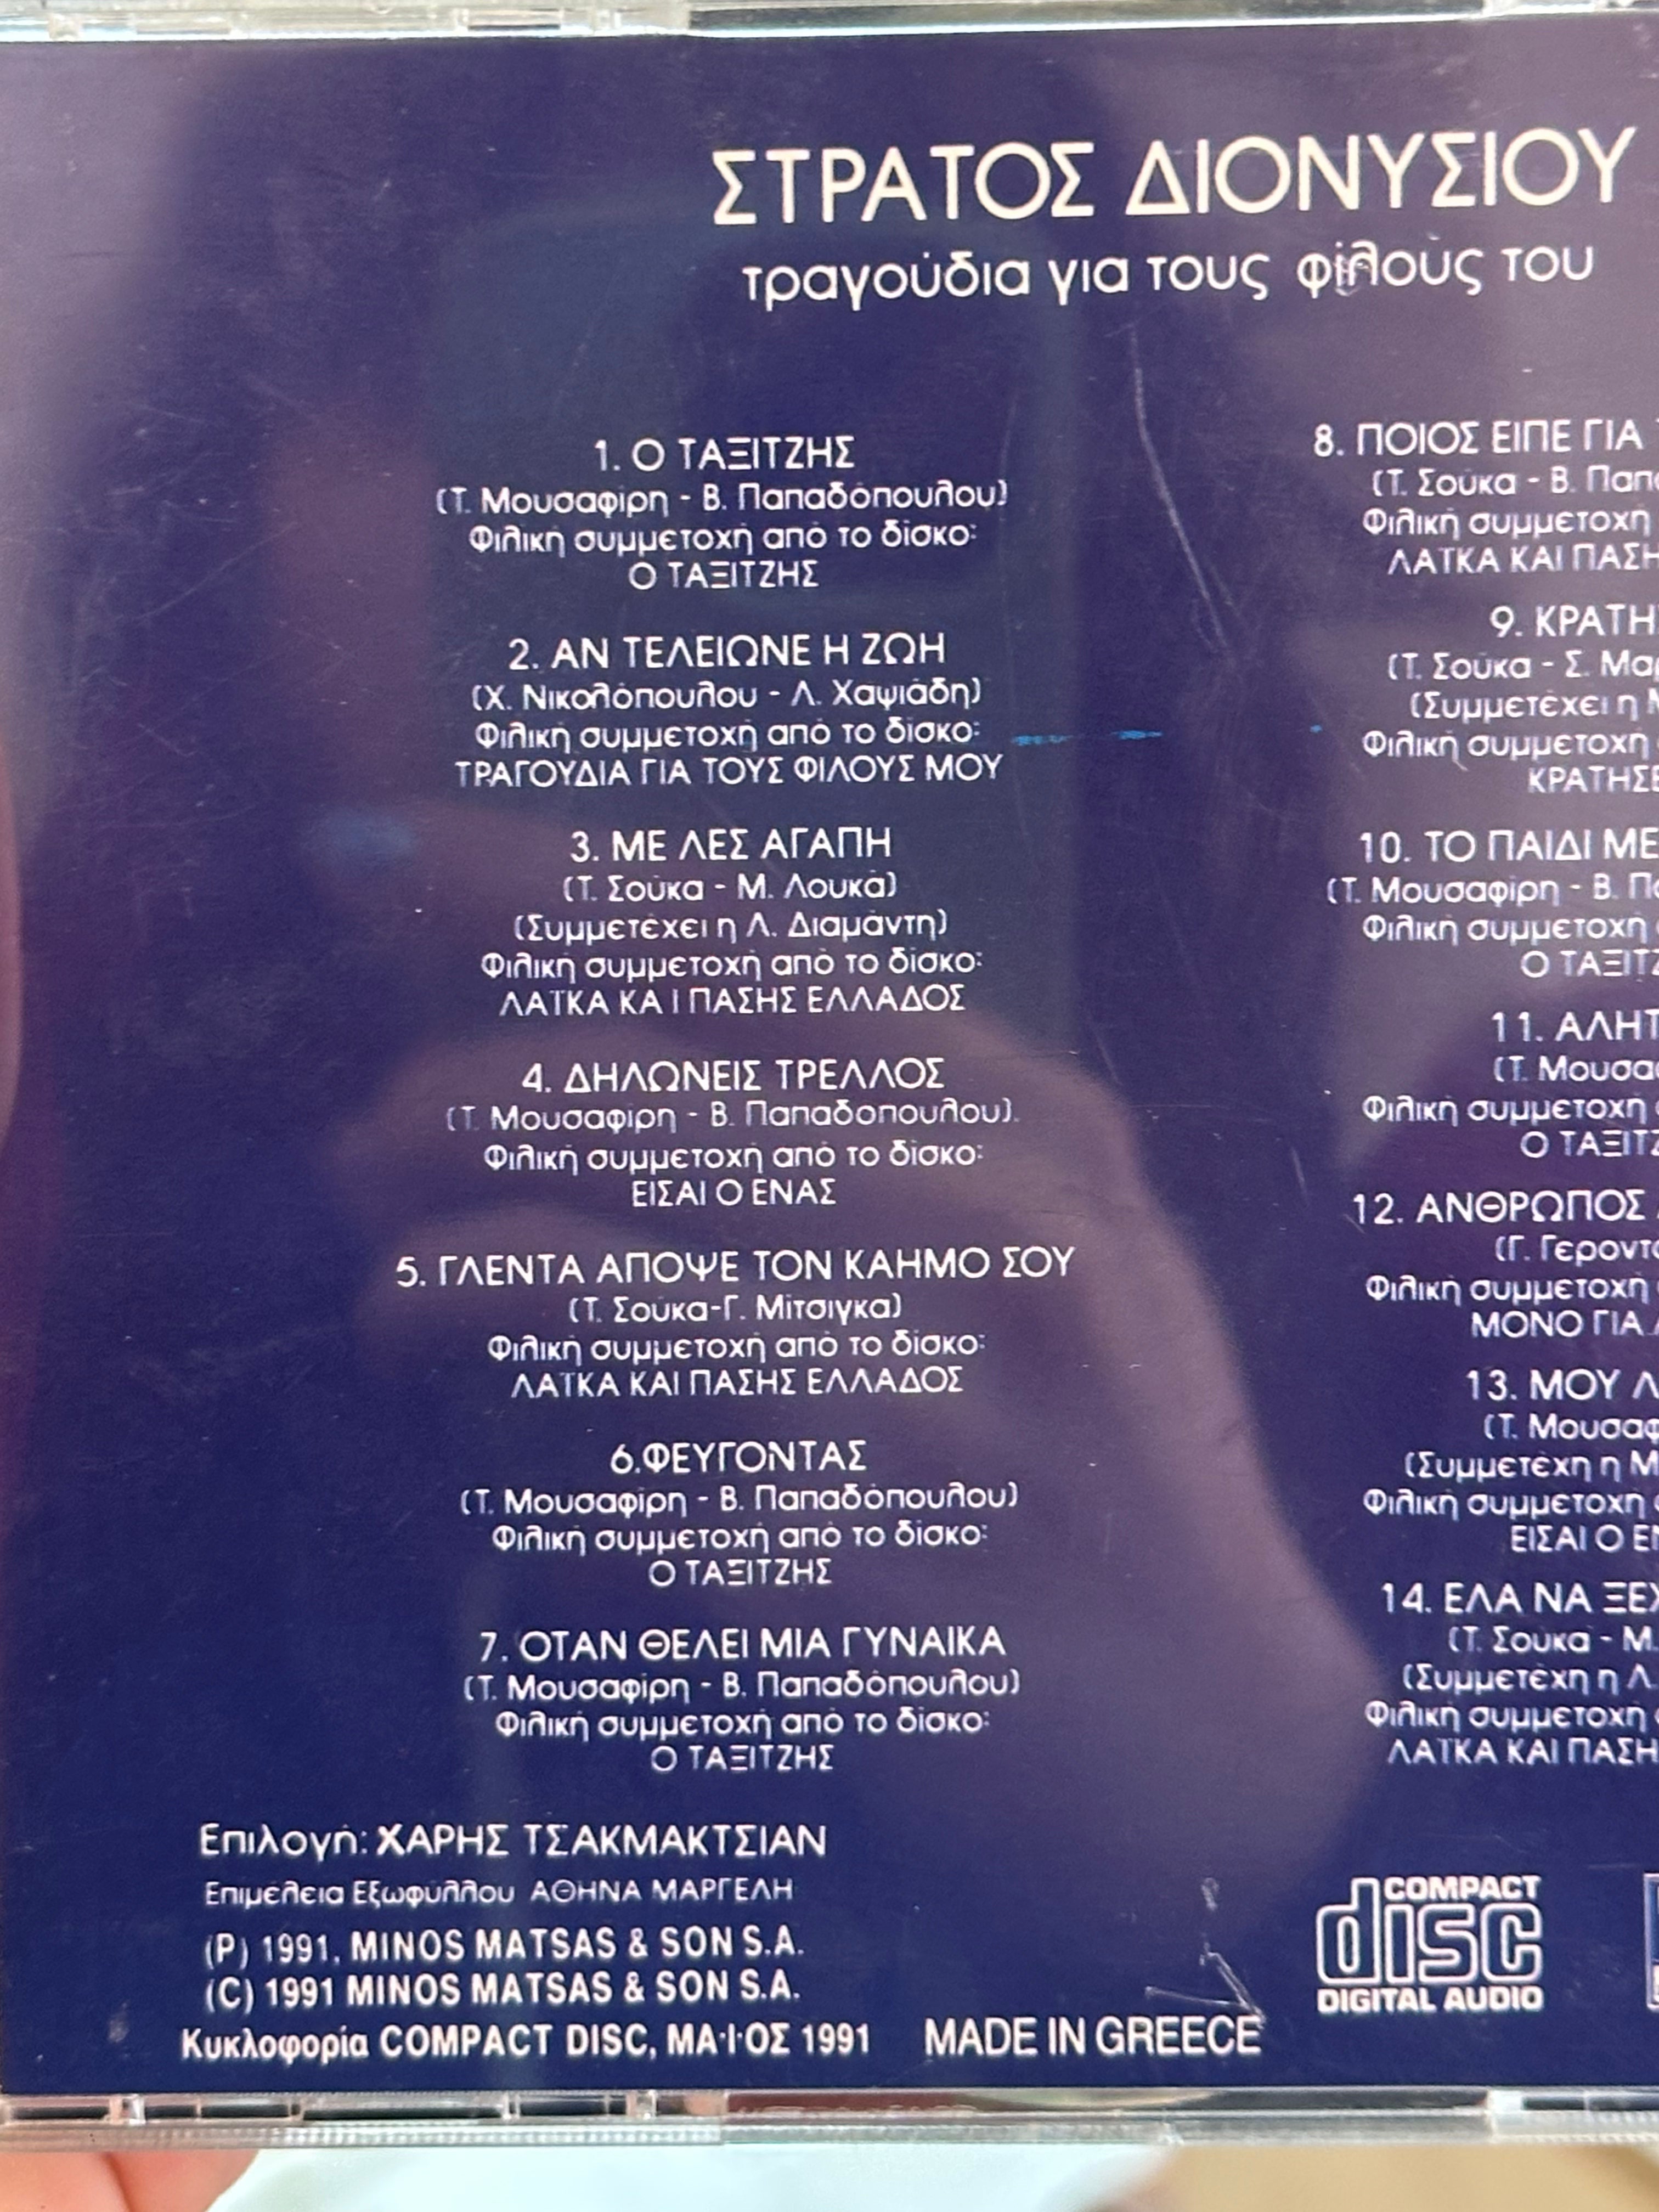 ΣΤΡΑΤΟΣ ΔΙΟΝΥΣΙΟΥ
τραγούδια για τους φίλους του
1. Ο ΤΑΞΙΤΖΗΣ
(Τ. Μουσαφίρη - Β. Παπαδόπουλου)
Φιλική συμμετοχή από το δίσκο:
Ο ΤΑΞΙΤΖΗΣ
2. ΑΝ ΤΕΛΕΙΩΝΕ Η ΖΩΗ
(Χ. Νικολόπουλου - Λ. Χαψιάδη)
Φιλική συμμετοχή από το δίσκο:
ΤΡΑΓΟΥΔΙΑ ΓΙΑ ΤΟΥΣ ΦΙΛΟΥΣ ΜΟΥ
3. ΜΕ ΛΕΣ ΑΓΑΠΗ
(Τ. Σούκα - Μ. Λουκά)
(Συμμετέχει η Λ. Διαμάντη)
Φιλική συμμετοχή από το δίσκο:
ΛΑΪΚΑ ΚΑ Ι ΠΑΣΗΣ ΕΛΛΑΔΟΣ
4. ΔΗΛΩΝΕΙΣ ΤΡΕΛΛΟΣ
(Τ. Μουσαφίρη - Β. Παπαδοπουλου).
Φιλική συμμετοχή από το δίσκο:
ΕΙΣΑΙ Ο ΕΝΑΣ
5. ΓΛΕΝΤΑ ΑΠΟΨΕ ΤΟΝ ΚΑΗΜΟ ΣΟΥ
(Τ. Σούκα-Γ. Μίτσιγκα)
Φιλική συμμετοχή από το δίσκο:
ΛΑΪΚΑ ΚΑΙ ΠΑΣΗΣ ΕΛΛΑΔΟΣ
6.ΦΕΥΓΟΝΤΑΣ
(Τ. Μουσαφίρη - Β. Παπαδόπουλου)
Φιλική συμμετοχή από το δίσκο:
Ο ΤΑΞΙΤΖΗΣ
7. ΟΤΑΝ ΘΕΛΕΙ ΜΙΑ ΓΥΝΑΙΚΑ
(Τ. Μουσαφίρη - Β. Παπαδόπουλου)
Φιλική συμμετοχή από το δίσκο:
Ο ΤΑΞΙΤΖΗΣ
8. ΠΟΙΟΣ ΕΙΠΕ ΓΙΑ
(Τ. Σούκα - Β.
Φιλική συμμετοχή
ΛΑΪΚΑ ΚΑΙ
9.
(Τ. Σούκα - Σ.
(Συμμετέχει η
Φιλική συμμετοχή
10. ΤΟ ΠΑΙΔΙ ΜΕ
(Τ. Μουσαφίρη - Β.
Φιλική συμμετοχή
Ο
11.
(Τ.
Φιλική συμμετοχή
Ο
12. ΑΝΘΡΩΠΟΣ
(Γ.
Φιλική συμμετοχή
ΜΟΝΟ ΓΙΑ
13. ΜΟΥ
(Τ.
(Συμμετέχη η
Φιλική συμμετοχή
ΕΙΣΑΙ Ο
14. ΕΛΑ ΝΑ
(Τ. Σουκα - Μ.
(Συμμετέχη η Λ.
Φιλική συμμετοχή
ΛΑΪΚΑ ΚΑΙ
Επιλογή: ΧΑΡΗΣ ΤΣΑΚΜΑΚΤΣΙΑΝ
Επιμέλεια Εξωφύλλου ΑΘΗΝΑ ΜΑΡΓΕΛΗ
(P) 1991, MINOS MATSAS & SON S.A.
(C) 1991 MINOS MATSAS & SON S.A.
Κυκλοφορία COMPACT DISC, ΜΑ·Ι·ΟΣ 1991 MADE IN GREECE
COMPACT
disc
DIGITAL AUDIO